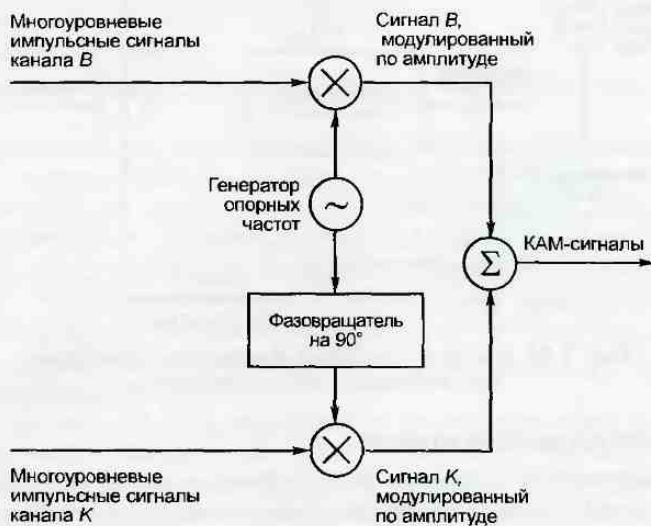 Многоуровневые
импульсные сигналы
канала B
Сигнал B,
модулированный
по амплитуде
Генератор
опорных
частот
КАМ-сигналы
Σ
Фазовращатель
на 90°
Многоуровневые
импульсные сигналы
канала K
Сигнал K,
модулированный
по амплитуде